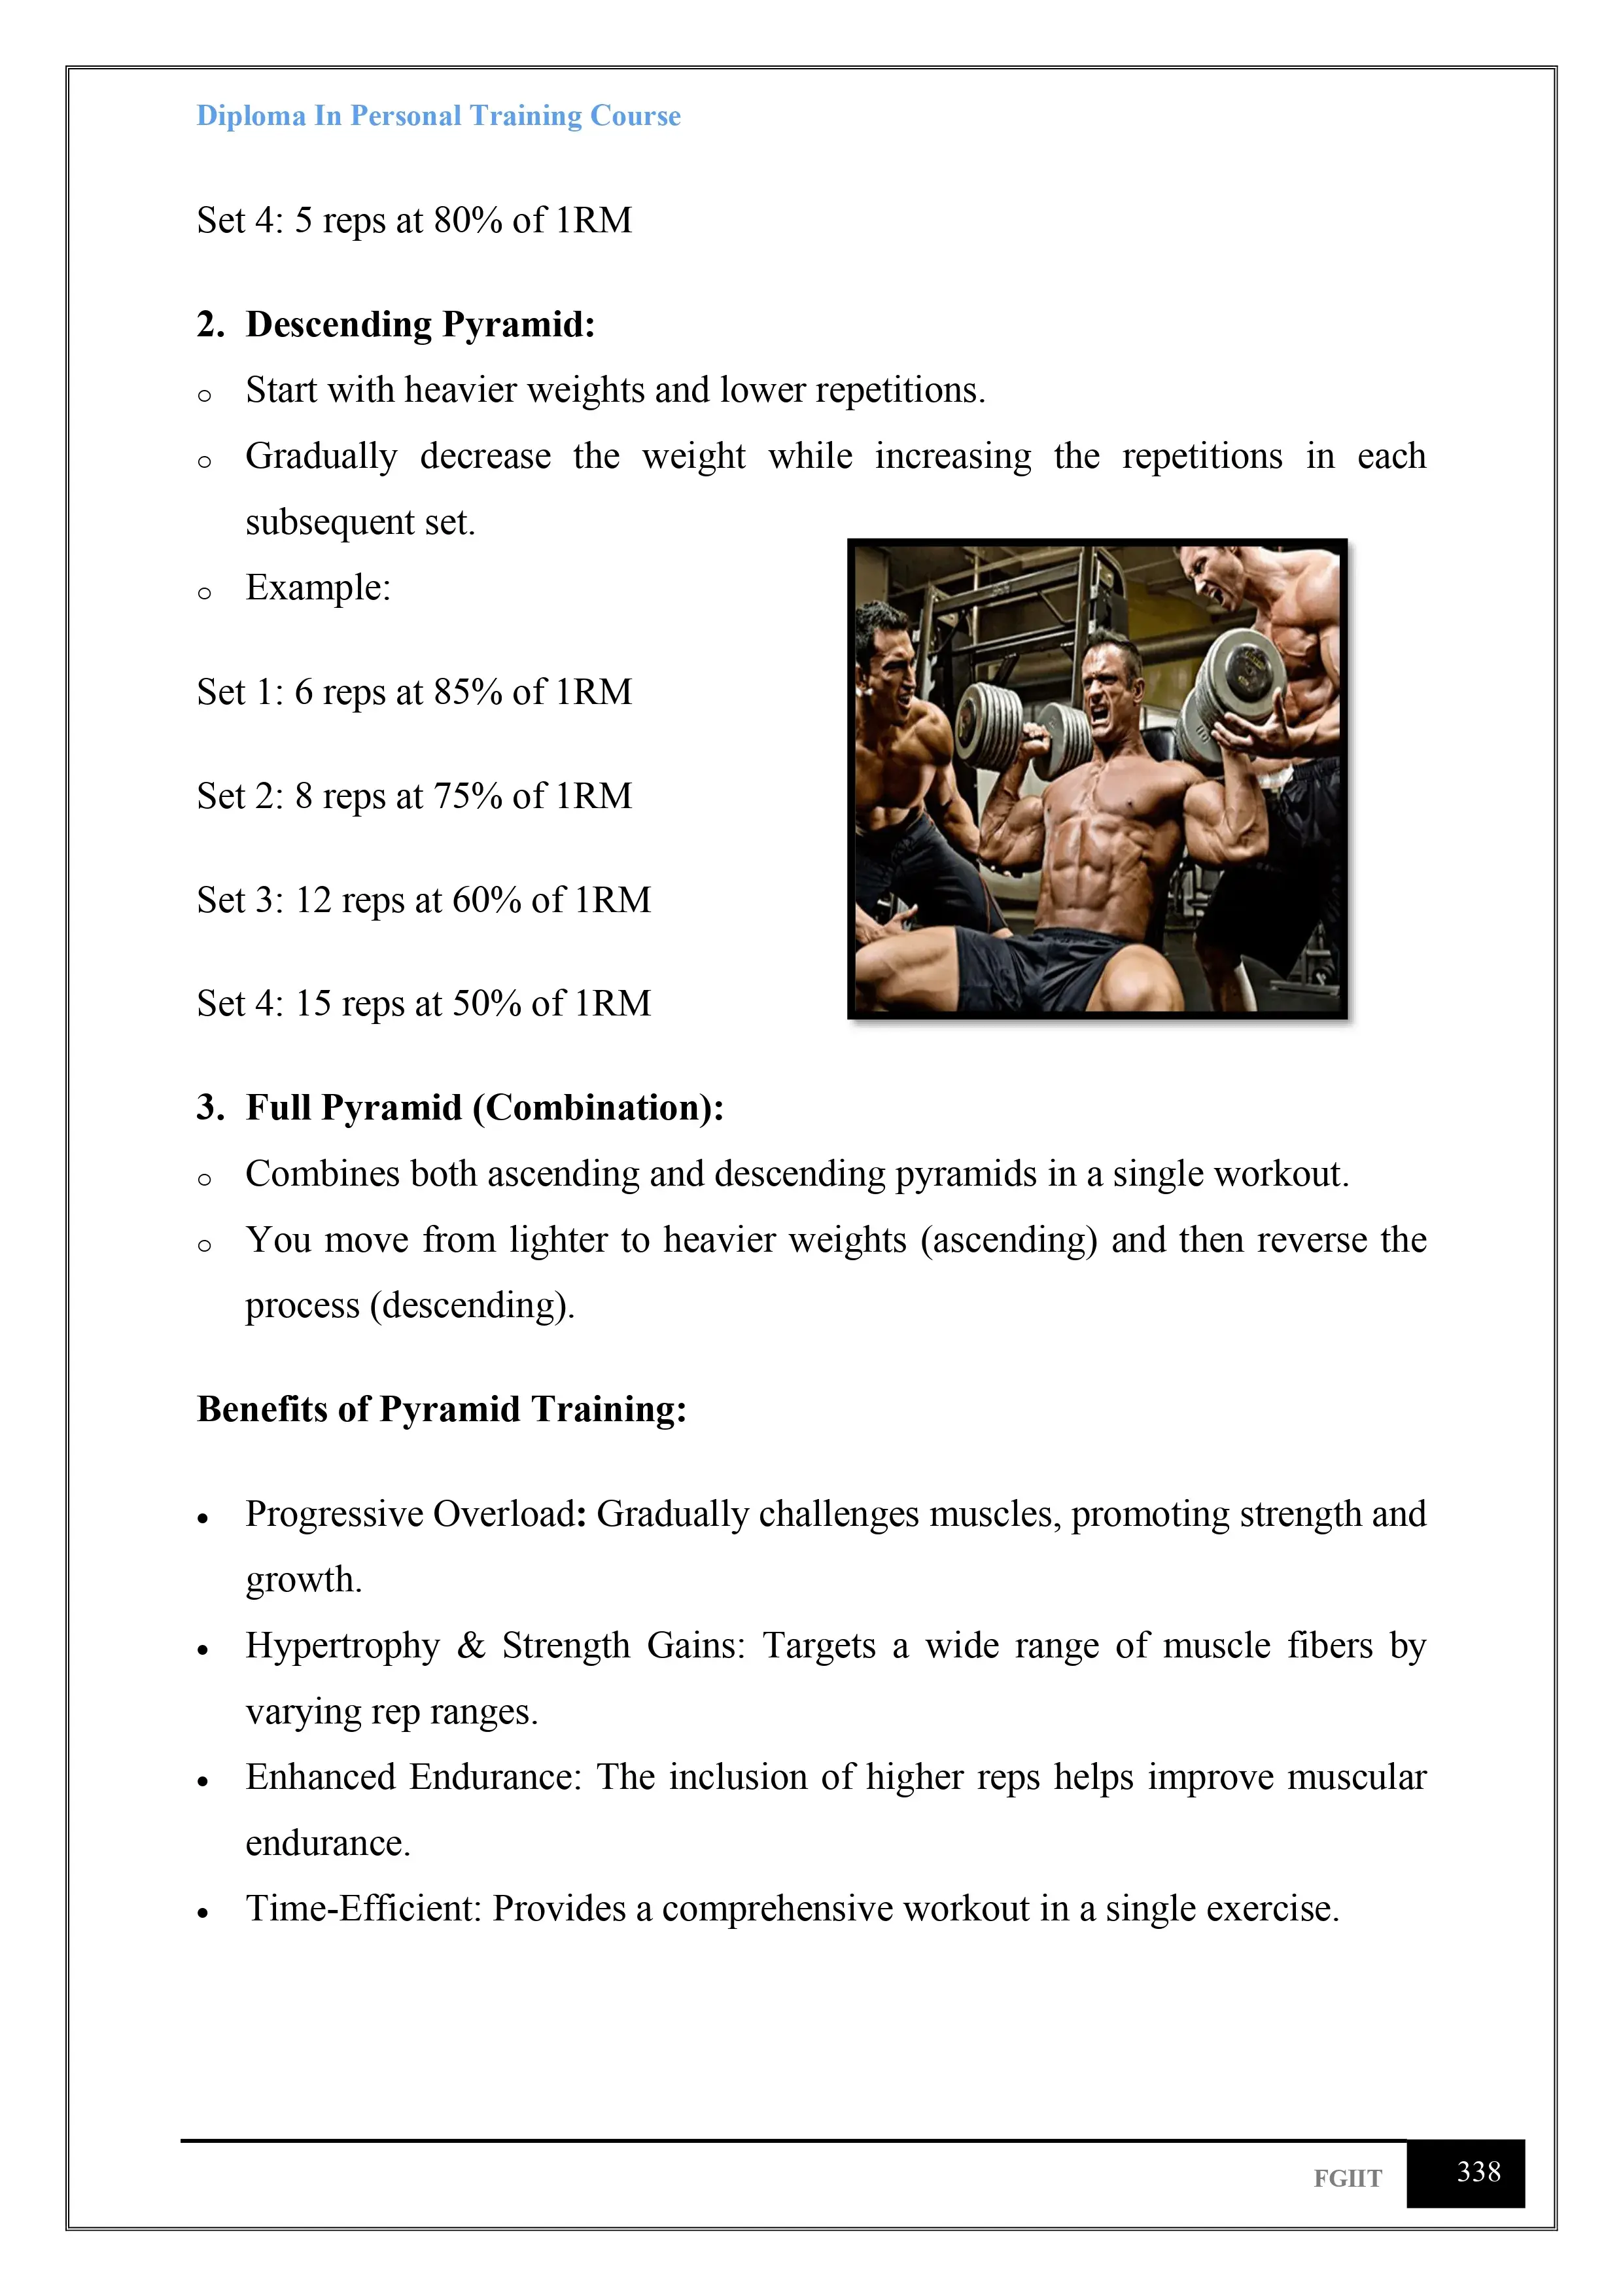 Diploma In Personal Training Course
Set 4: 5 reps at 80% of 1RM
2. Descending Pyramid:
o Start with heavier weights and lower repetitions.
o Gradually decrease the weight while increasing the repetitions in each
subsequent set.
o Example:
Set 1: 6 reps at 85% of 1RM
Set 2: 8 reps at 75% of 1RM
Set 3: 12 reps at 60% of 1RM
Set 4: 15 reps at 50% of 1RM
3. Full Pyramid (Combination):
o Combines both ascending and descending pyramids in a single workout.
o You move from lighter to heavier weights (ascending) and then reverse the
process (descending).
Benefits of Pyramid Training:
• Progressive Overload: Gradually challenges muscles, promoting strength and
growth.
• Hypertrophy & Strength Gains: Targets a wide range of muscle fibers by
varying rep ranges.
• Enhanced Endurance: The inclusion of higher reps helps improve muscular
endurance.
• Time-Efficient: Provides a comprehensive workout in a single exercise.
FGIIT
338